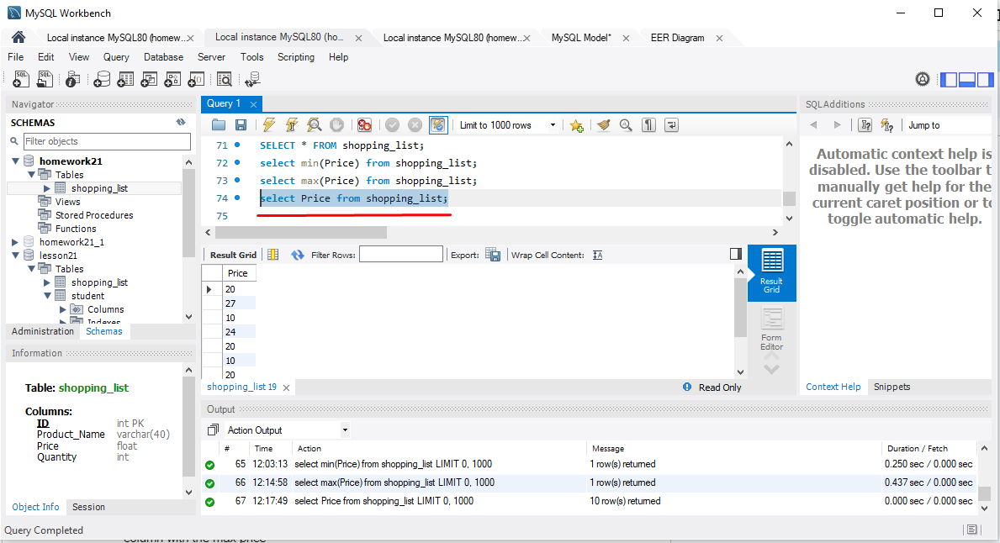 MySQL Workbench
Local instance MySQL80 (homew... × Local instance MySQL80 (ho... × Local instance MySQL80 (homew... × MySQL Model* × EER Diagram ×
File Edit View Query Database Server Tools Scripting Help
Navigator
SCHEMAS
Filter objects
homework21
Tables
shopping_list
Views
Stored Procedures
Functions
homework21_1
lesson21
Tables
shopping_list
student
Columns
Indexes
Administration Schemas
Information
Table: shopping_list
Columns:
ID int PK
Product_Name varchar(40)
Price float
Quantity int
Object Info Session
Query 1 ×
Limit to 1000 rows
71 SELECT * FROM shopping_list;
72 select min(Price) from shopping_list;
73 select max(Price) from shopping_list;
74 select Price from shopping_list;
75
Result Grid Filter Rows: Export: Wrap Cell Content:
Price
20
27
10
24
20
10
20
Result
Grid
Form
Editor
shopping_list 19 × Read Only
SQLAdditions
Jump to
Automatic context help is
disabled. Use the toolbar t
manually get help for the
current caret position or to
toggle automatic help.
Context Help Snippets
Output
Action Output
# Time Action Message Duration / Fetch
65 12:03:13 select min(Price) from shopping_list LIMIT 0, 1000 1 row(s) returned 0.250 sec / 0.000 sec
66 12:14:58 select max(Price) from shopping_list LIMIT 0, 1000 1 row(s) returned 0.437 sec / 0.000 sec
67 12:17:49 select Price from shopping_list LIMIT 0, 1000 10 row(s) returned 0.000 sec / 0.000 sec
Query Completed
column with the max price